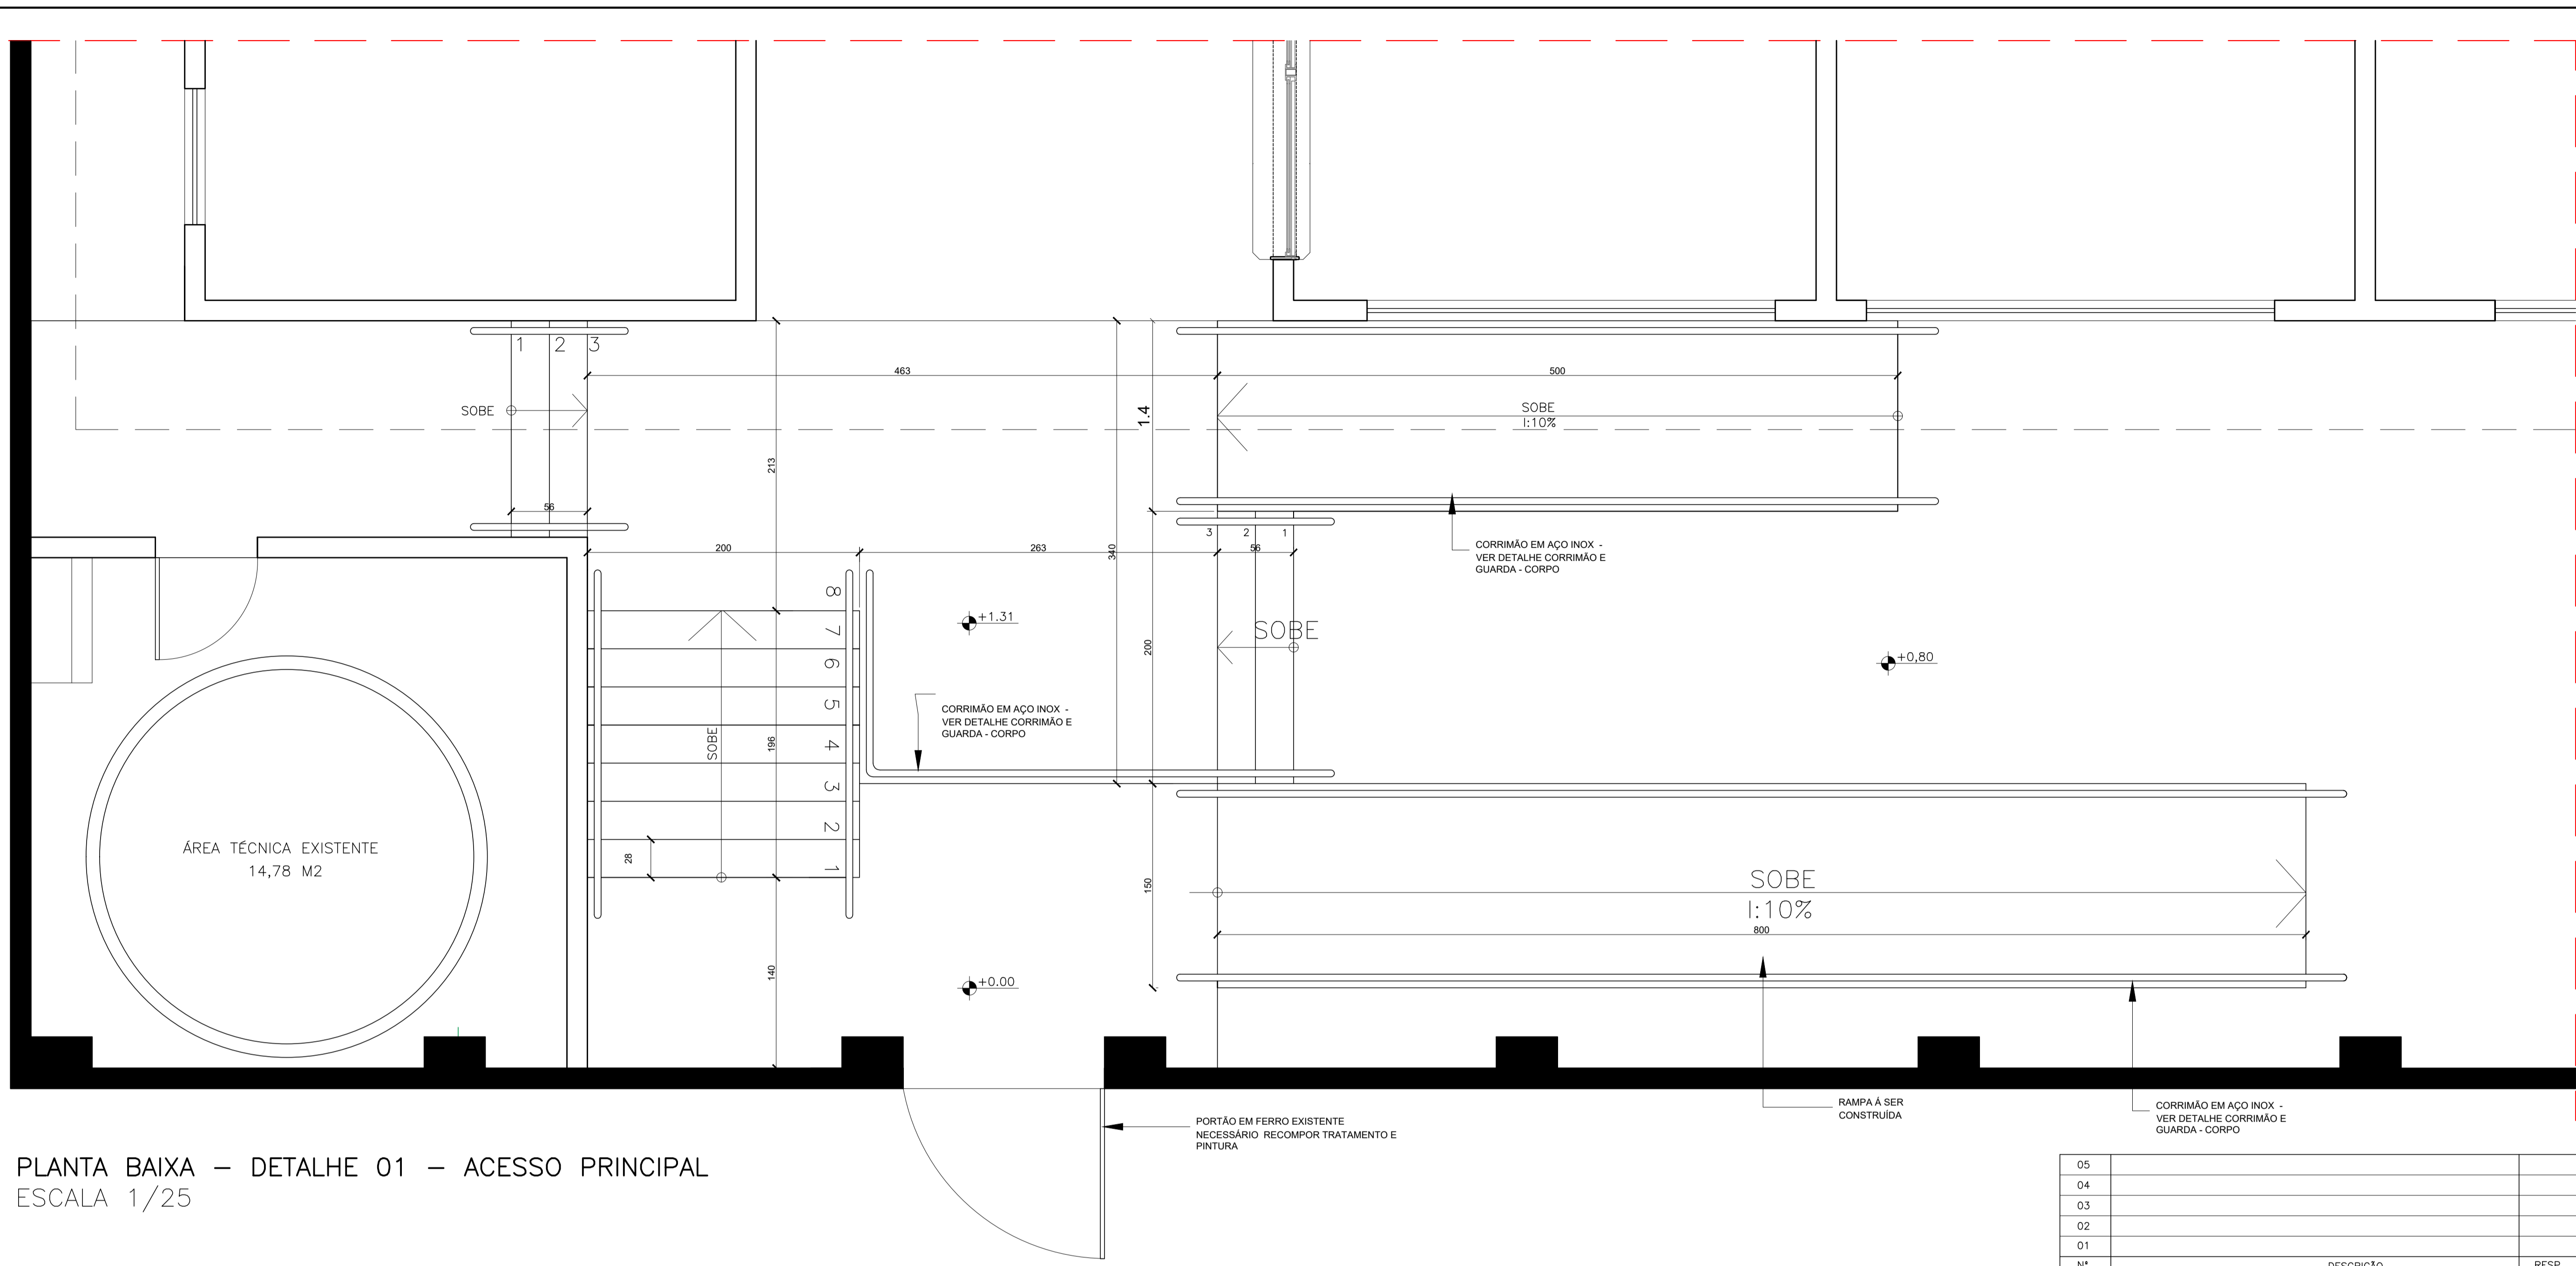 1 2 3
463
500
SOBE
SOBE
I:10%
1.4
213
56
3 2 1
200
263
340
56
CORRIMÃO EM AÇO INOX -
VER DETALHE CORRIMÃO E
GUARDA - CORPO
8
7
6
5
4
3
2
1
+1.31
SOBE
200
+0,80
CORRIMÃO EM AÇO INOX -
VER DETALHE CORRIMÃO E
GUARDA - CORPO
SOBE
196
28
ÁREA TÉCNICA EXISTENTE
14,78 M2
150
SOBE
I:10%
800
140
+0.00
RAMPA Á SER
CONSTRUÍDA
CORRIMÃO EM AÇO INOX -
VER DETALHE CORRIMÃO E
GUARDA - CORPO
PORTÃO EM FERRO EXISTENTE
NECESSÁRIO RECOMPOR TRATAMENTO E
PINTURA
PLANTA BAIXA – DETALHE 01 – ACESSO PRINCIPAL
ESCALA 1/25
05
04
03
02
01
Nº DESCRIÇÃO RESP.